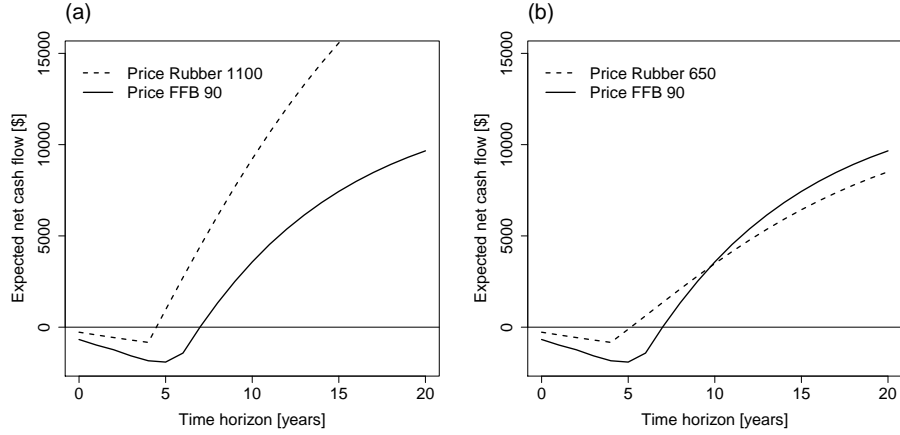 (a)
Price Rubber 1100
Price FFB 90
Expected net cash flow [$]
15000
10000
5000
0
0 5 10 15 20
Time horizon [years]
(b)
Price Rubber 650
Price FFB 90
Expected net cash flow [$]
15000
10000
5000
0
0 5 10 15 20
Time horizon [years]